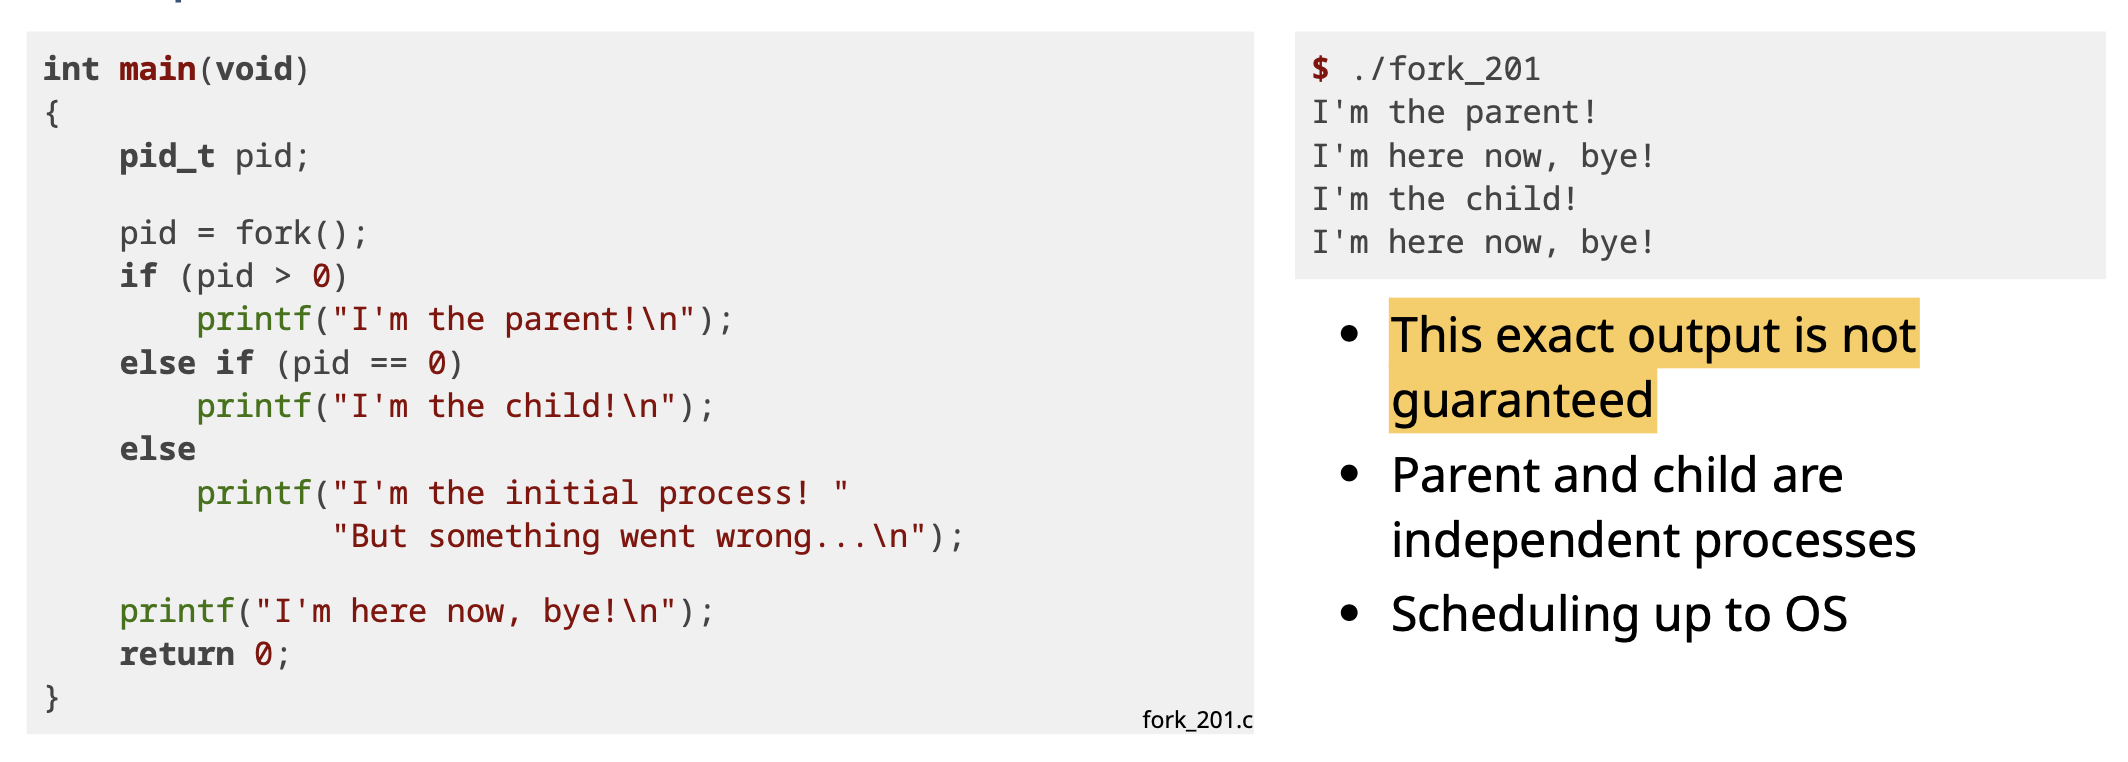 int main(void)
{
    pid_t pid;

    pid = fork();
    if (pid > 0)
        printf("I'm the parent!\n");
    else if (pid == 0)
        printf("I'm the child!\n");
    else
        printf("I'm the initial process! "
               "But something went wrong...\n");

    printf("I'm here now, bye!\n");
    return 0;
}
fork_201.c
$ ./fork_201
I'm the parent!
I'm here now, bye!
I'm the child!
I'm here now, bye!
• This exact output is not
guaranteed
• Parent and child are
independent processes
• Scheduling up to OS